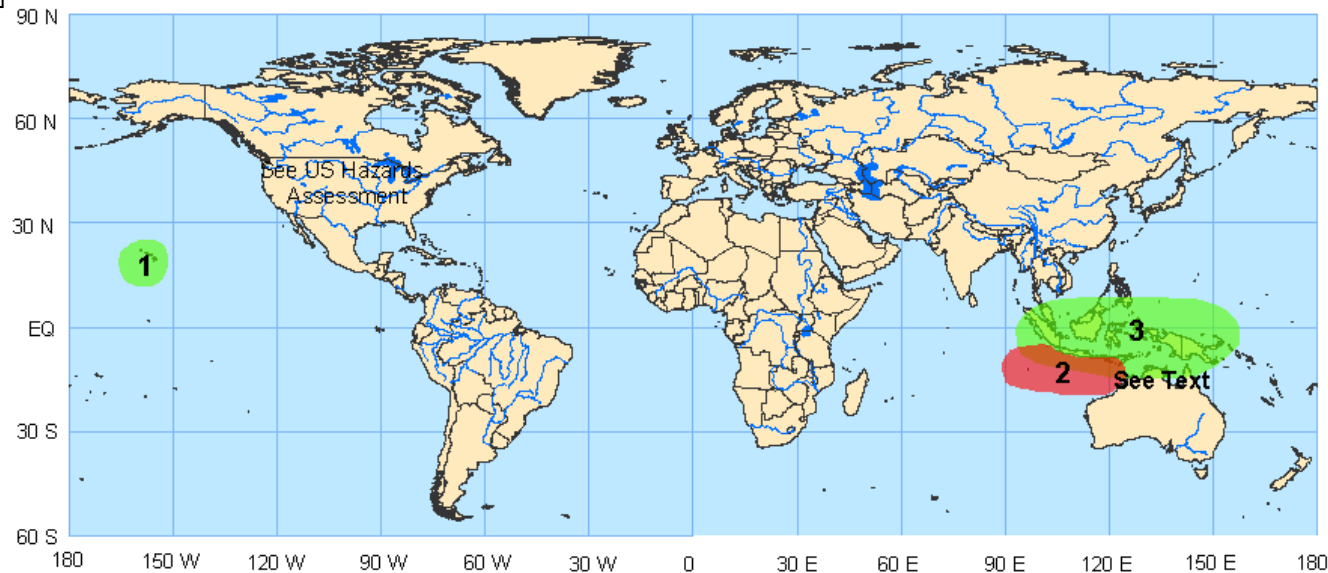 90 N
60 N
See US Hazards
Assessment
30 N
1
EQ
3
2
See Text
30 S
60 S
180 150 W 120 W 90 W 60 W 30 W 0 30 E 60 E 90 E 120 E 150 E 180